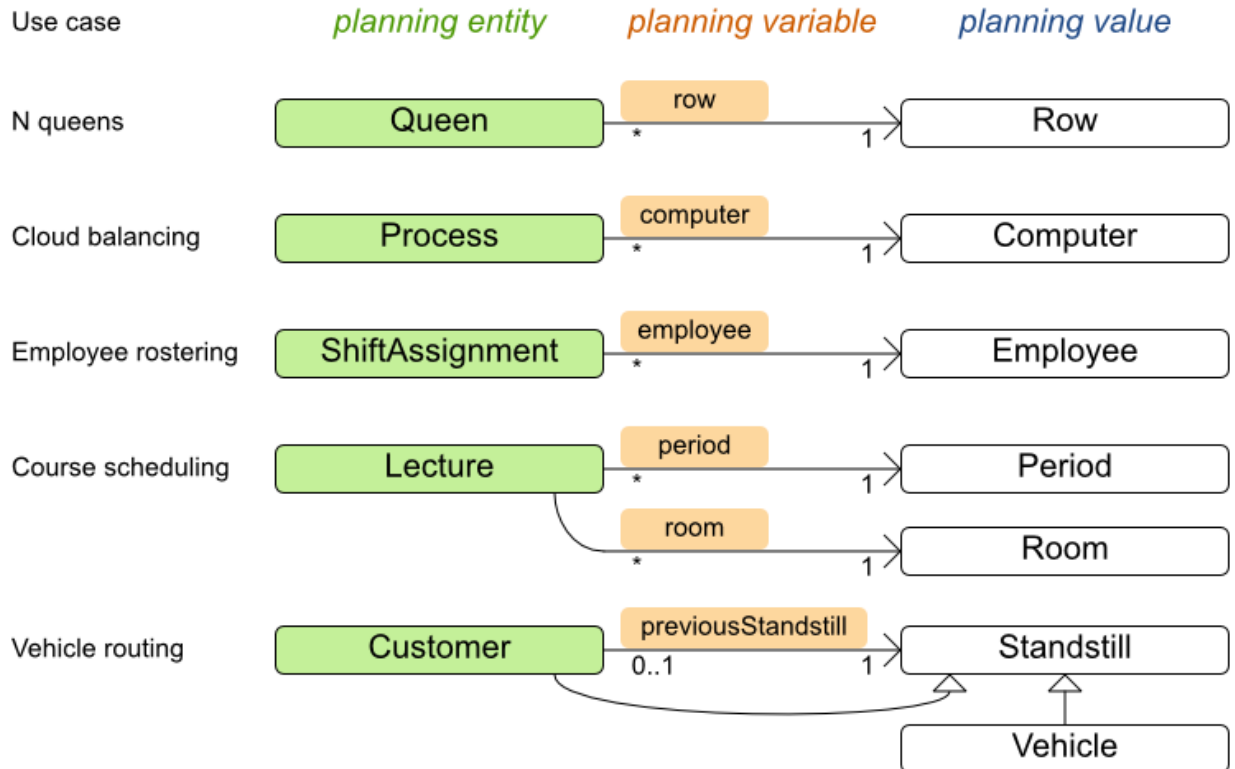 Use case planning entity planning variable planning value
row
N queens Queen * 1 Row
computer
Cloud balancing Process * 1 Computer
employee
Employee rostering ShiftAssignment * 1 Employee
period
Course scheduling Lecture * 1 Period
room
* 1 Room
previousStandstill
Vehicle routing Customer 0..1 1 Standstill
Vehicle